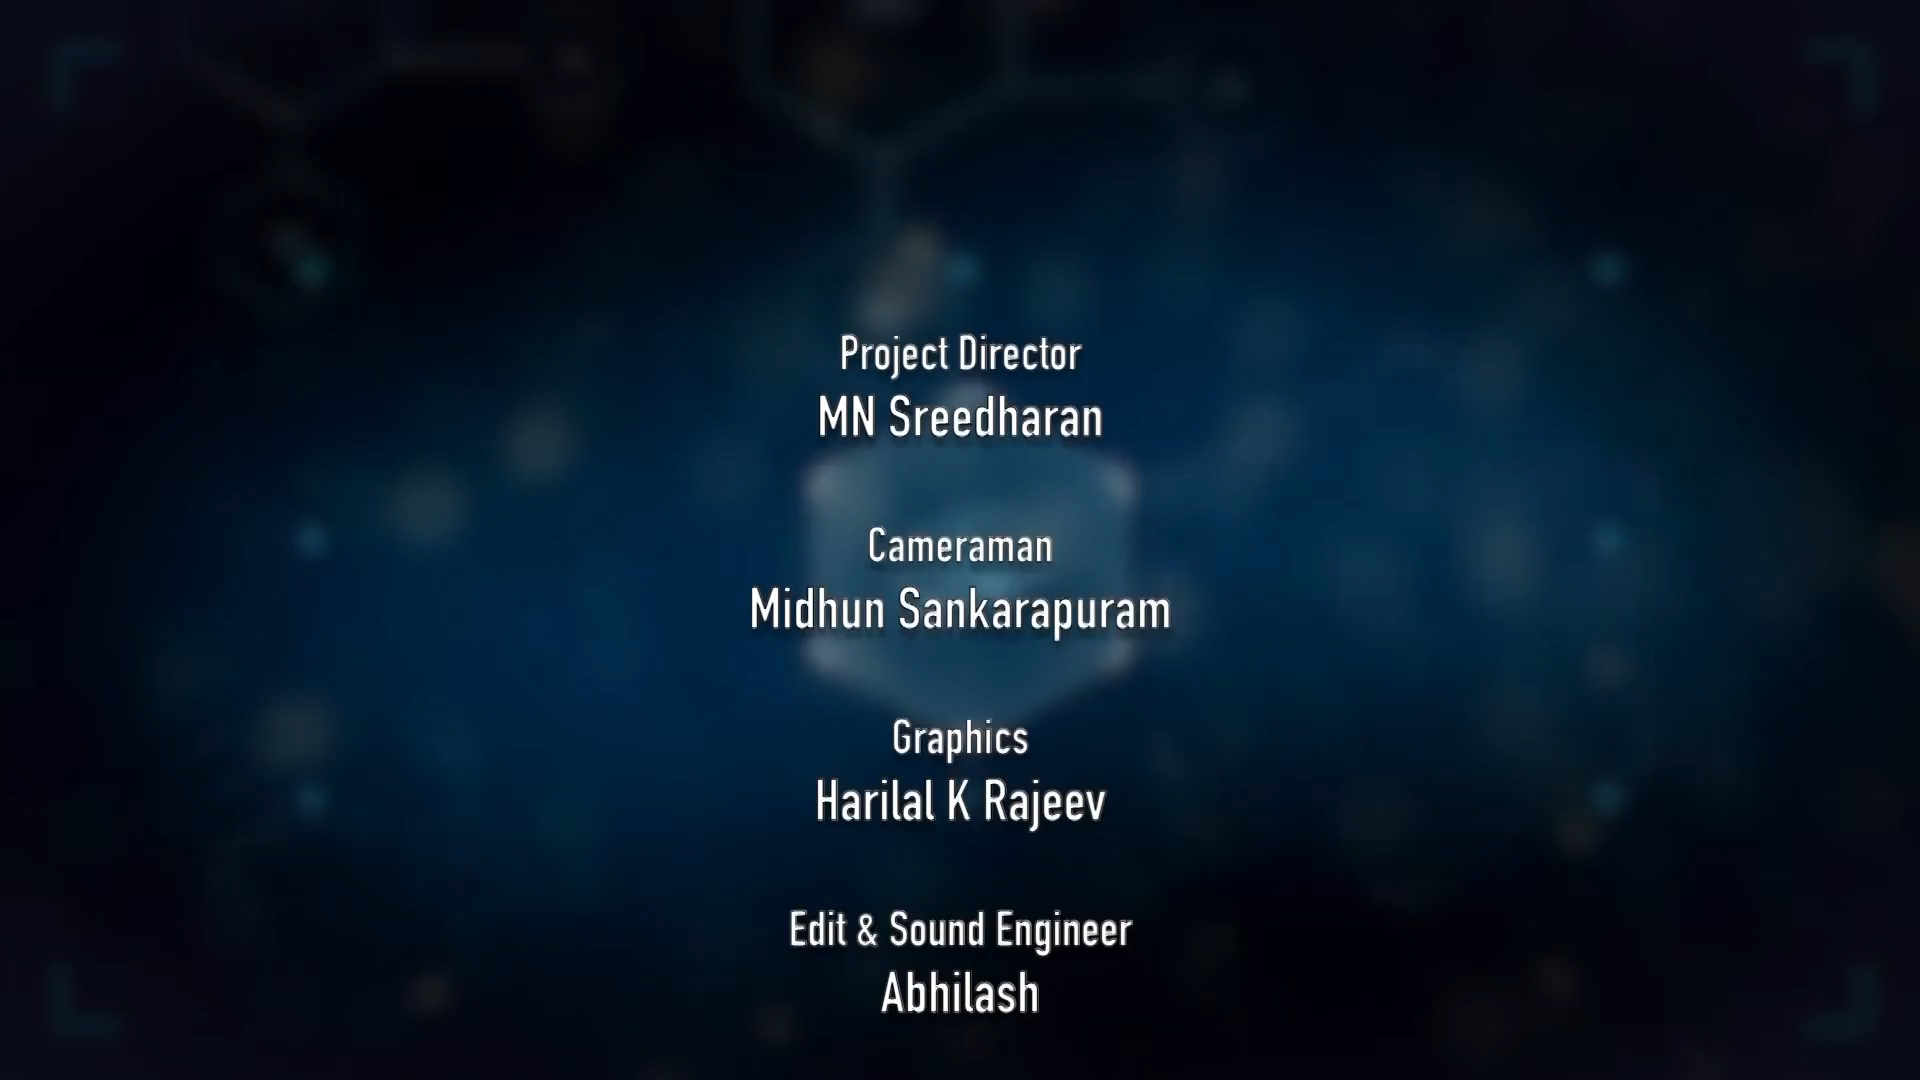 Project Director
MN Sreedharan
Cameraman
Midhun Sankarapuram
Graphics
Harilal K Rajeev
Edit & Sound Engineer
Abhilash